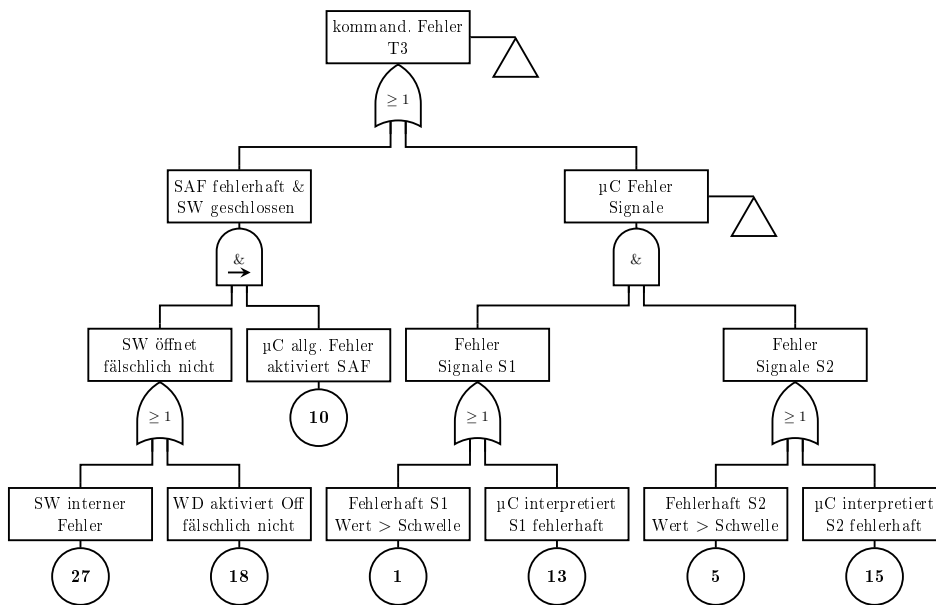 kommand. Fehler
T3
≥ 1
SAF fehlerhaft &
SW geschlossen
µC Fehler
Signale
&
&
SW öffnet
fälschlich nicht
µC allg. Fehler
aktiviert SAF
Fehler
Signale S1
Fehler
Signale S2
≥ 1
10
≥ 1
≥ 1
SW interner
Fehler
WD aktiviert Off
fälschlich nicht
Fehlerhaft S1
Wert > Schwelle
µC interpretiert
S1 fehlerhaft
Fehlerhaft S2
Wert > Schwelle
µC interpretiert
S2 fehlerhaft
27
18
1
13
5
15